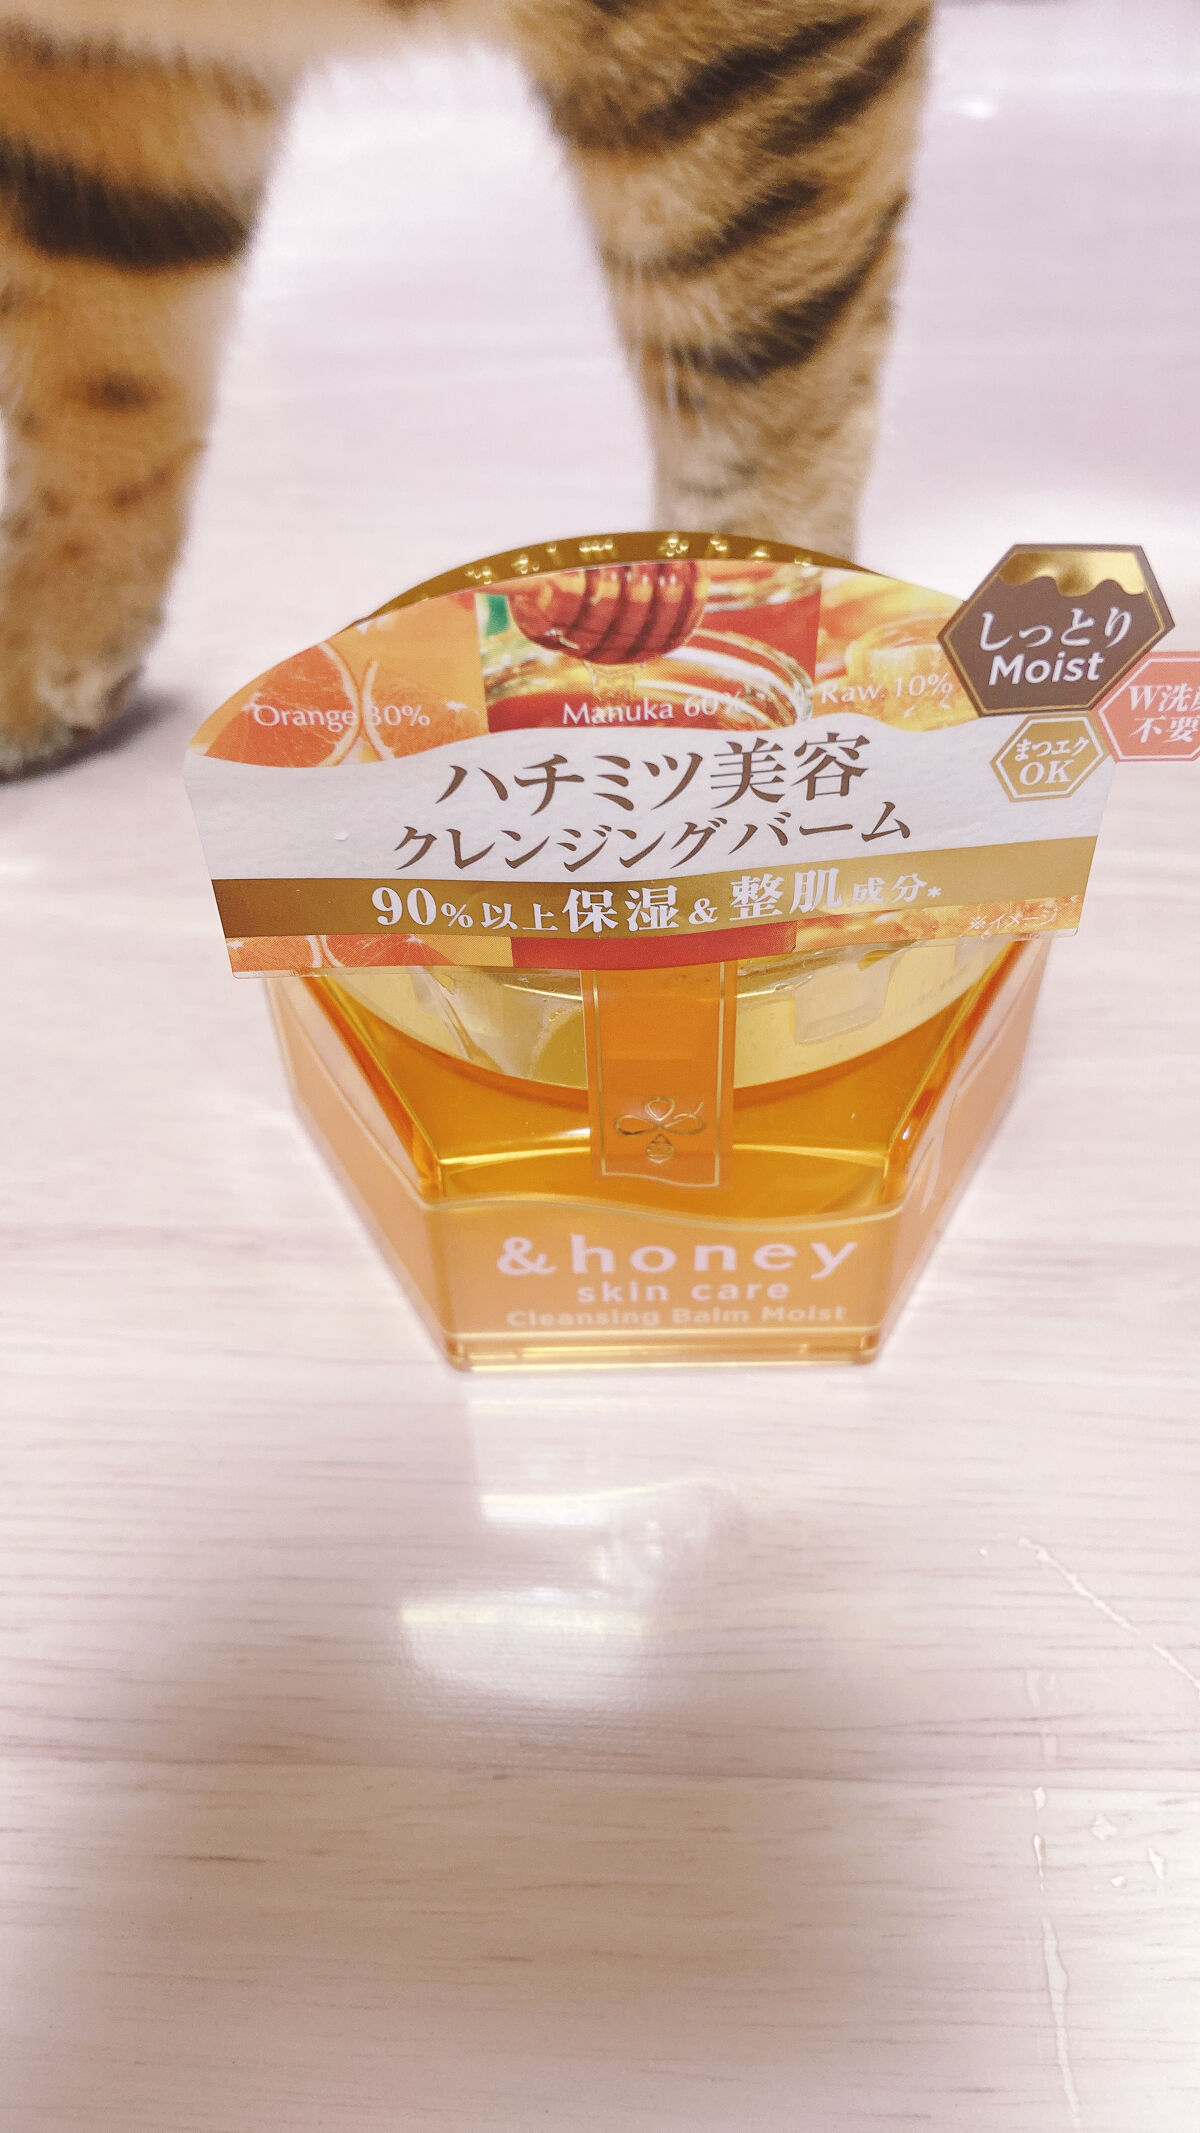 しっとり
Moist
W洗顔
不要
まつエク
OK
Orange 30%
Manuka 60%
Raw 10%
ハチミツ美容
クレンジングバーム
90%以上保湿&整肌成分*
※イメージ
&honey
skin care
Cleansing Balm Moist